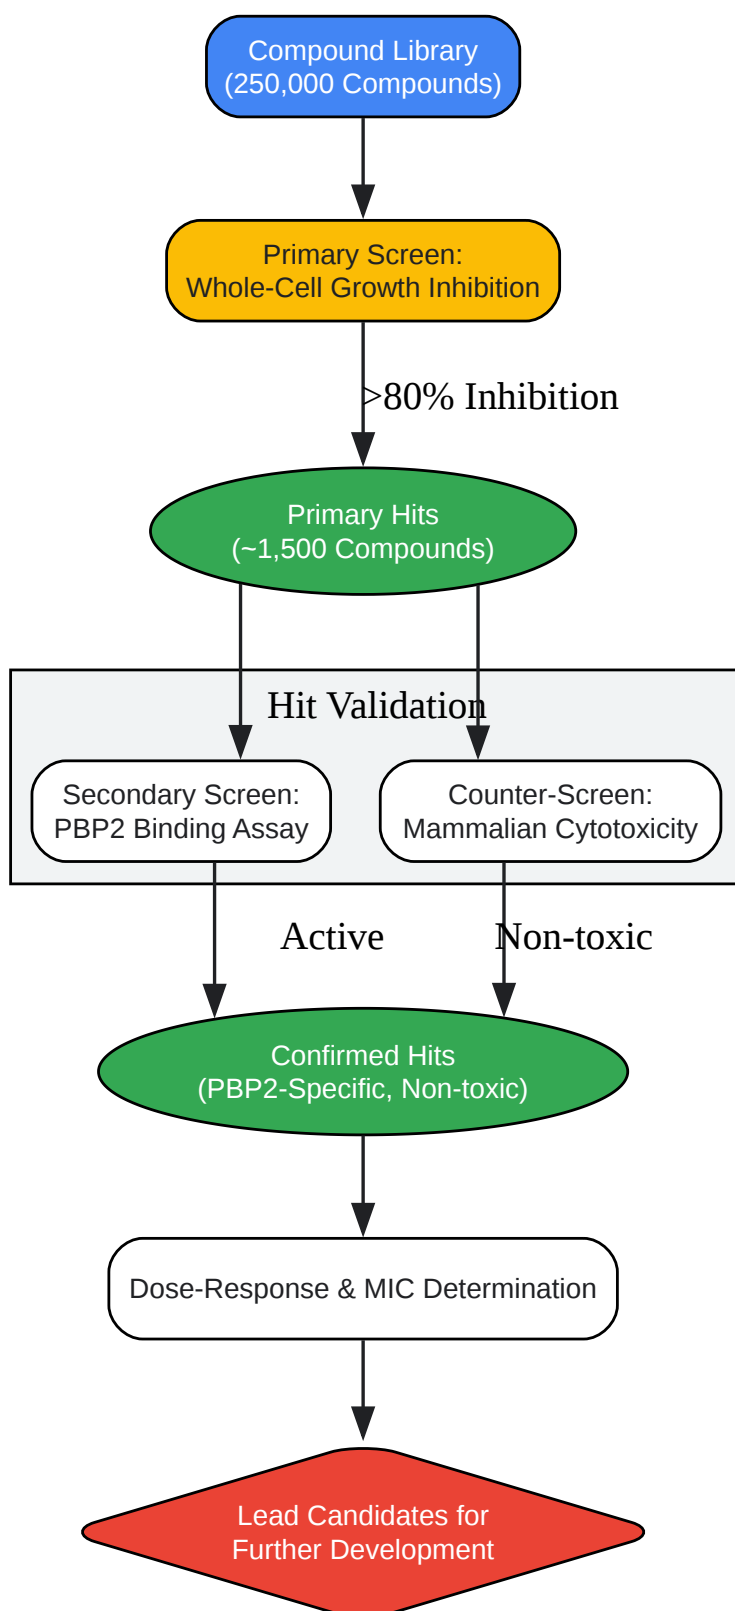 Compound Library
(250,000 Compounds)
Primary Screen:
Whole-Cell Growth Inhibition
>80% Inhibition
Primary Hits
(~1,500 Compounds)
Hit Validation
Secondary Screen:
PBP2 Binding Assay
Counter-Screen:
Mammalian Cytotoxicity
Active
Non-toxic
Confirmed Hits
(PBP2-Specific, Non-toxic)
Dose-Response & MIC Determination
Lead Candidates for
Further Development